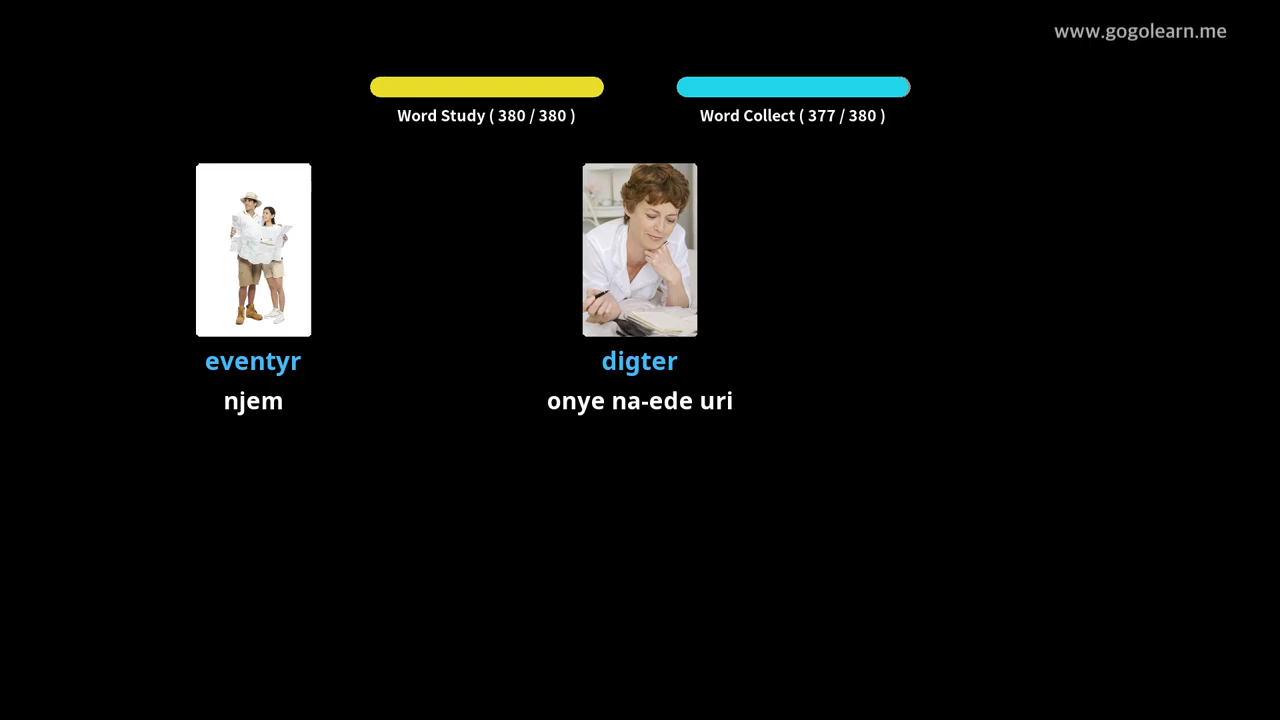 www.gogolearn.me
Word Study ( 380 / 380 )
Word Collect ( 377 / 380 )
eventyr
njem
digter
onye na-ede uri